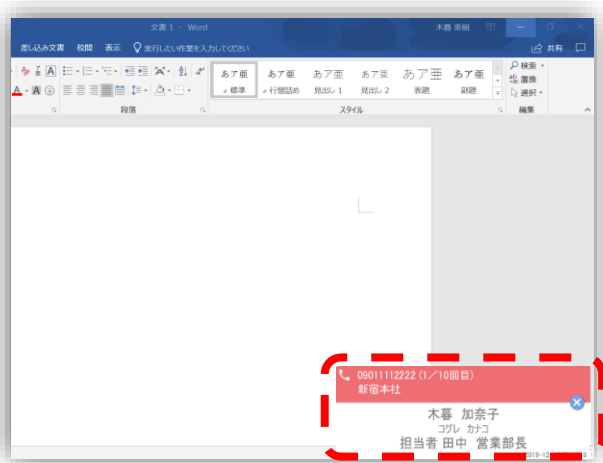 文書 1 - Word
木暮 美樹
差し込み文書 校閲 表示 実行したい作業を入力してください
共有
あア亜 あア亜 あア亜 あア亜 あア亜 あア亜
標準 行間詰め 見出し 1 見出し 2 表題 副題
検索
置換
選択
段落 スタイル 編集
09011112222 (1/10回目)
新宿本社
木暮 加奈子
コグレ カナコ
担当者 田中 営業部長